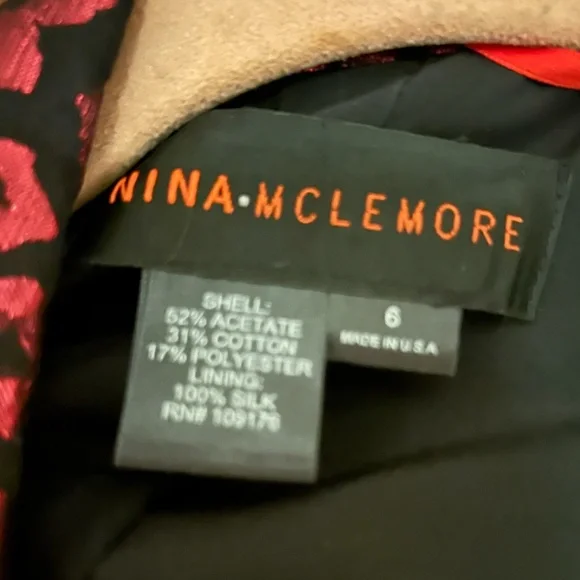 NINA·MCLEMORE
SHELL:
52% ACETATE
31% COTTON
17% POLYESTER
LINING:
100% SILK
RN# 109176
6
MADE IN U.S.A.